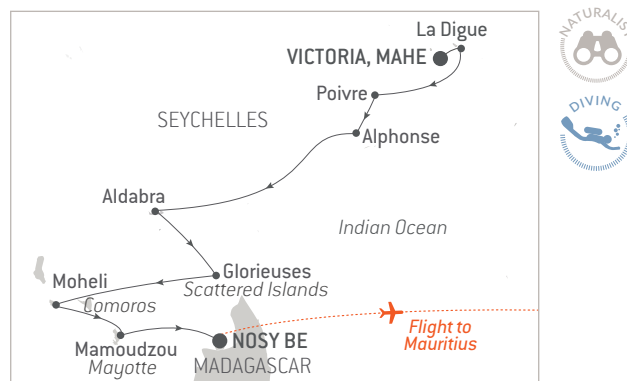 La Digue
VICTORIA, MAHE
Poivre
SEYCHELLES
Alphonse
Aldabra
Indian Ocean
Glorieuses
Scattered Islands
Moheli
Comoros
Flight to
Mauritius
NOSY BE
Mamoudzou
Mayotte
MADAGASCAR
DIVING